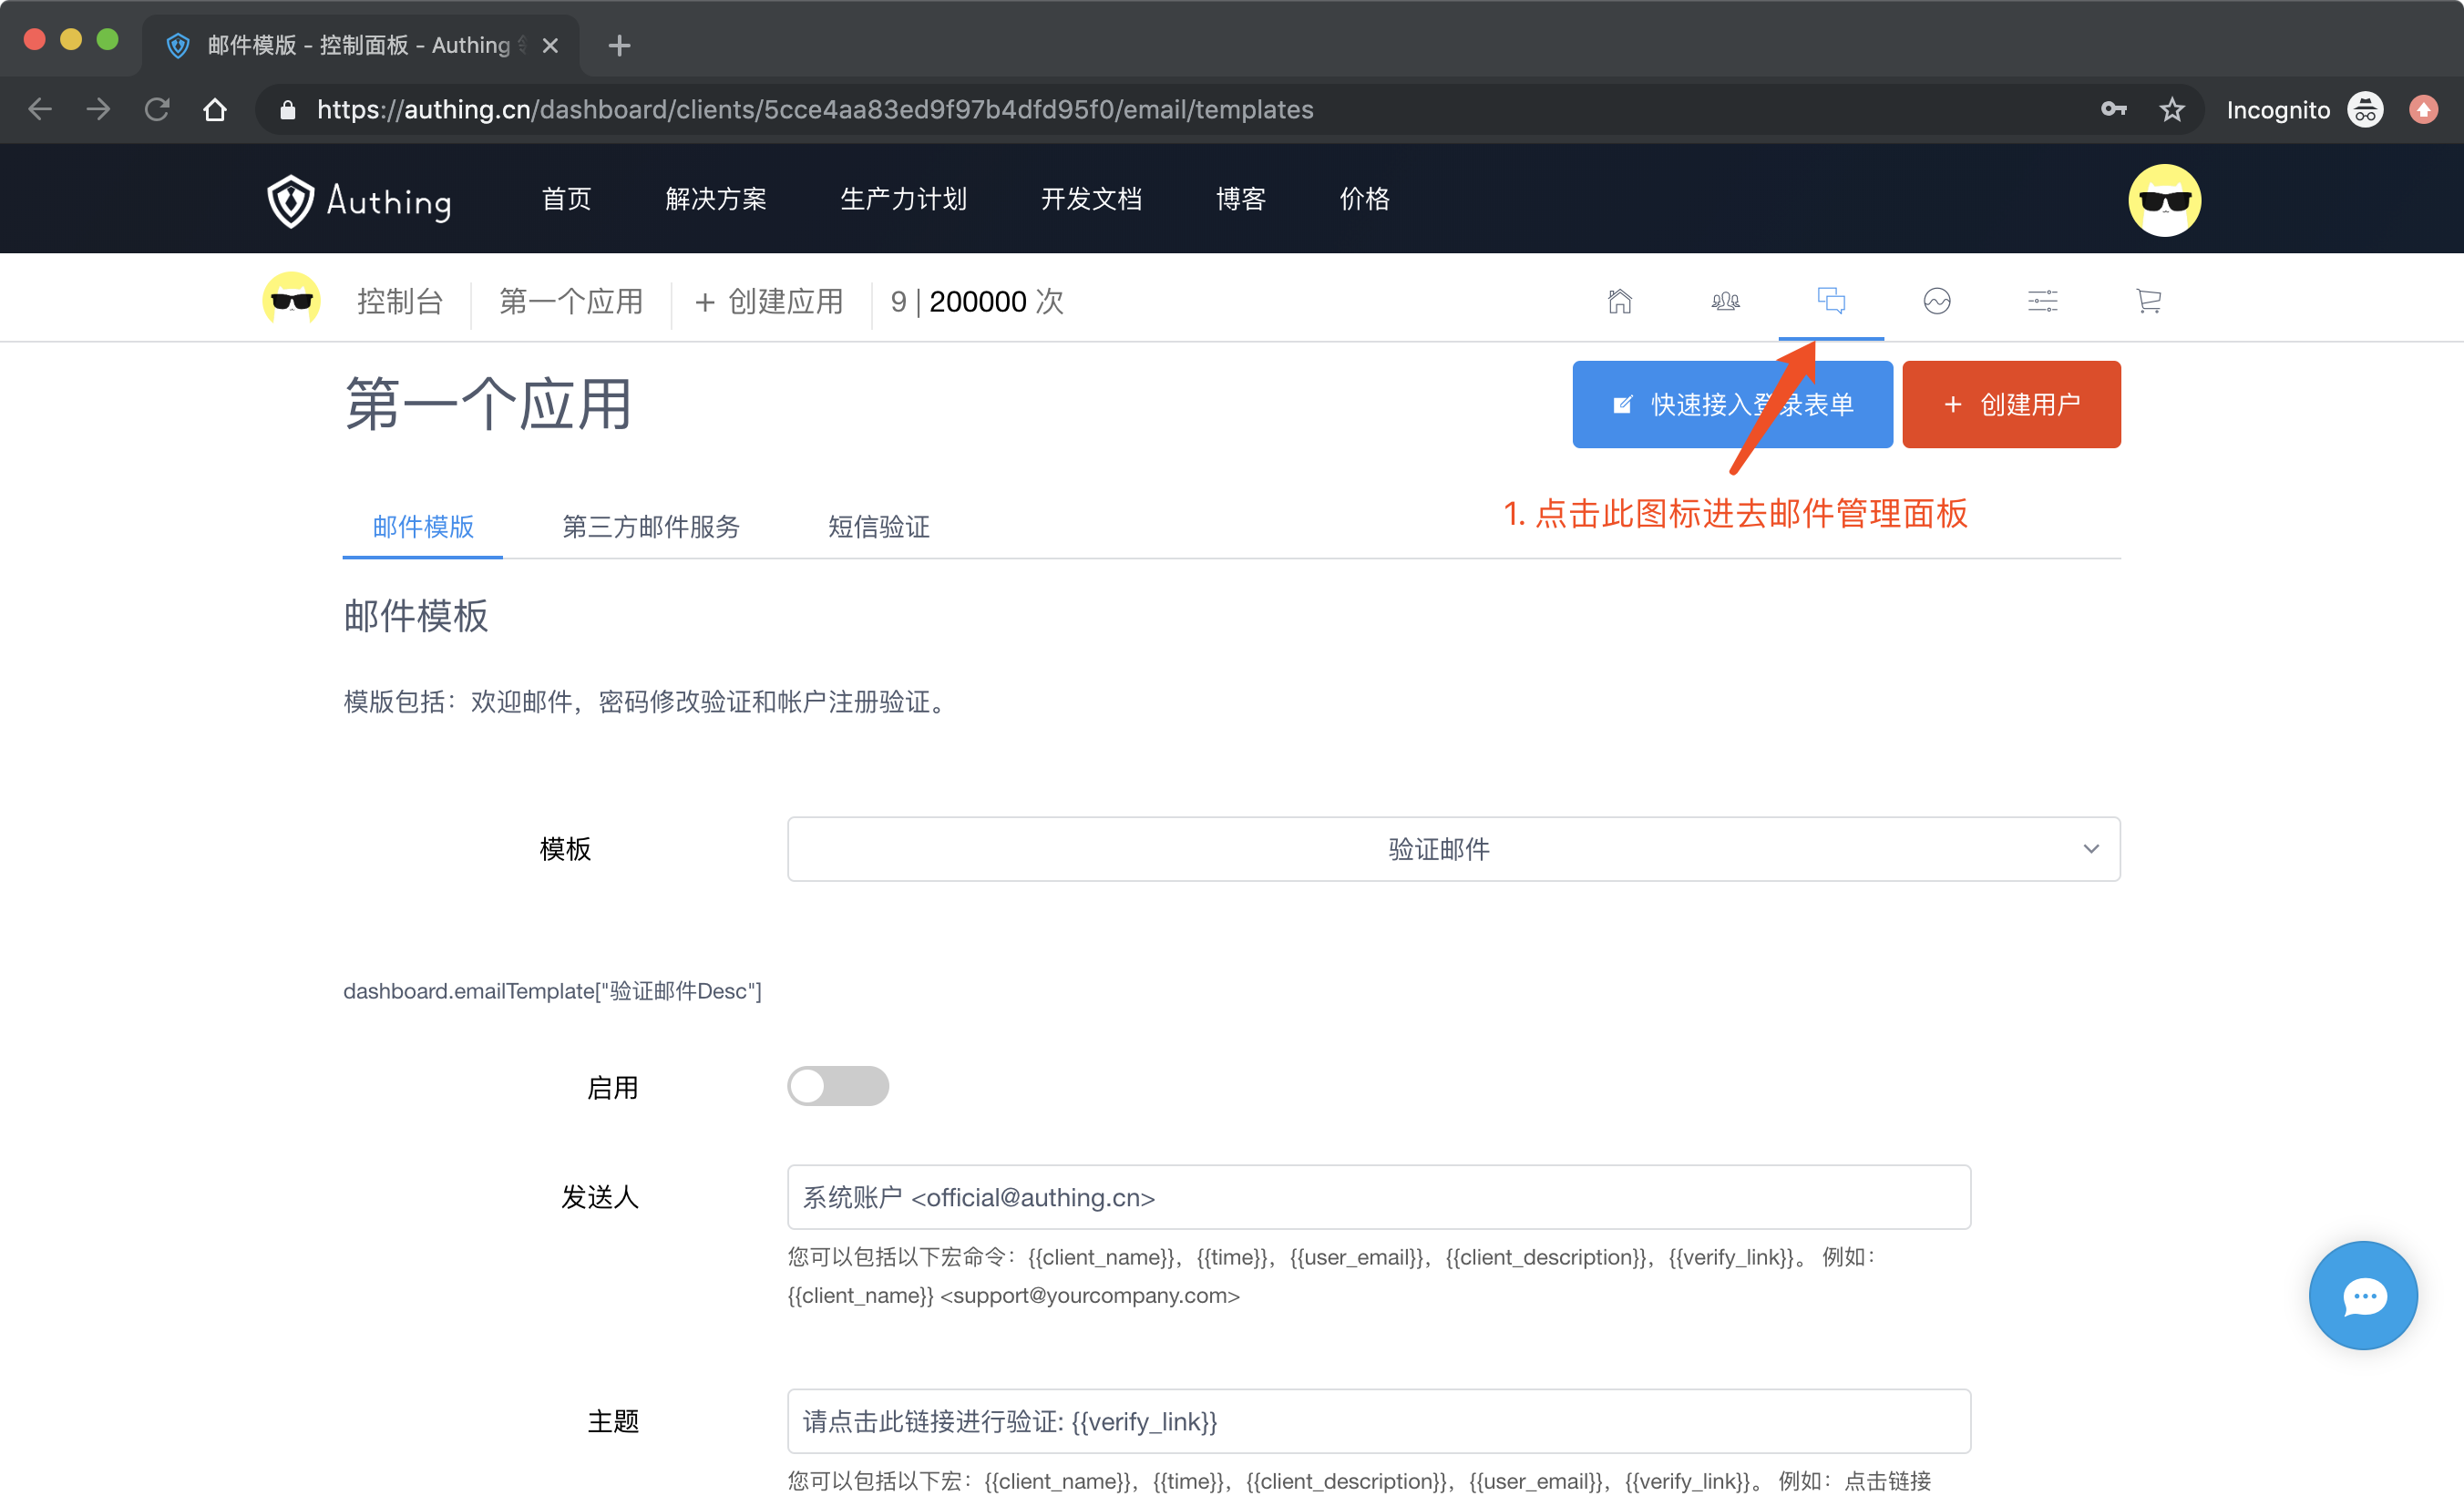 邮件模版 - 控制面板 - Authing
https://authing.cn/dashboard/clients/5cce4aa83ed9f97b4dfd95f0/email/templates
Incognito
Authing
首页
解决方案
生产力计划
开发文档
博客
价格
控制台
第一个应用
+ 创建应用
9 | 200000 次
第一个应用
快速接入登录表单
+ 创建用户
1. 点击此图标进去邮件管理面板
邮件模版
第三方邮件服务
短信验证
邮件模板
模版包括：欢迎邮件，密码修改验证和帐户注册验证。
模板
验证邮件
dashboard.emailTemplate["验证邮件Desc"]
启用
发送人
系统账户 <official@authing.cn>
您可以包括以下宏命令：{{client_name}}，{{time}}，{{user_email}}，{{client_description}}，{{verify_link}}。 例如：
{{client_name}} <support@yourcompany.com>
主题
请点击此链接进行验证: {{verify_link}}
您可以包括以下宏：{{client_name}}，{{time}}，{{client_description}}，{{user_email}}，{{verify_link}}。 例如：点击链接